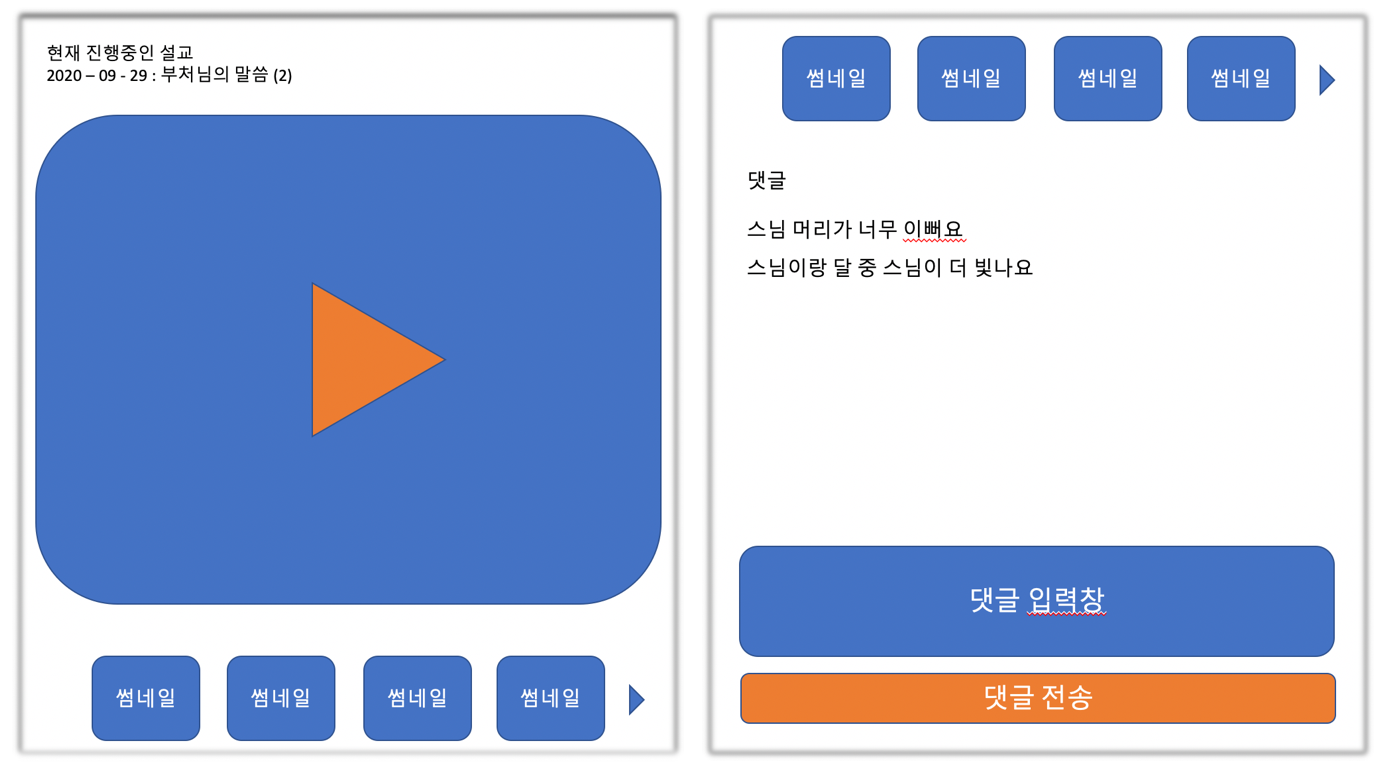 현재 진행중인 설교
2020 – 09 - 29 : 부처님의 말씀 (2)
썸네일 썸네일 썸네일 썸네일
썸네일 썸네일 썸네일 썸네일
댓글
스님 머리가 너무 이뻐요
스님이랑 달 중 스님이 더 빛나요
댓글 입력창
댓글 전송